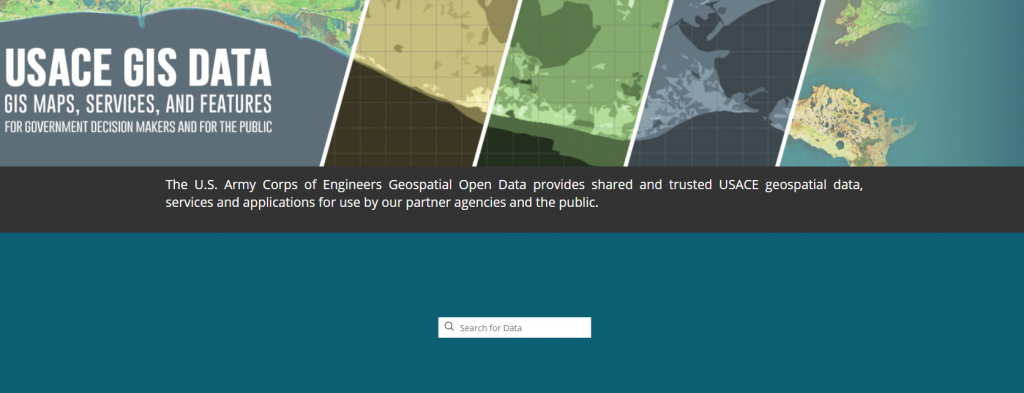 USACE GIS DATA
GIS MAPS, SERVICES, AND FEATURES
FOR GOVERNMENT DECISION MAKERS AND FOR THE PUBLIC
The U.S. Army Corps of Engineers Geospatial Open Data provides shared and trusted USACE geospatial data,
services and applications for use by our partner agencies and the public.
Search for Data